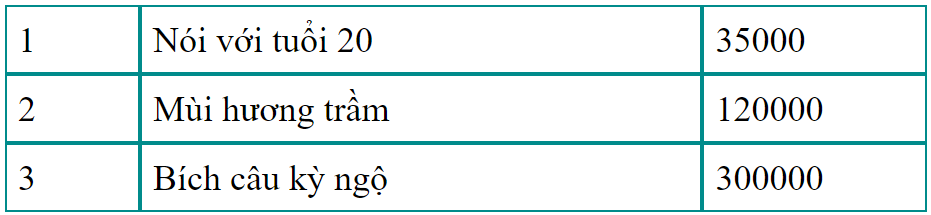 1 Nói với tuổi 20 35000
2 Mùi hương trầm 120000
3 Bích câu kỳ ngộ 300000